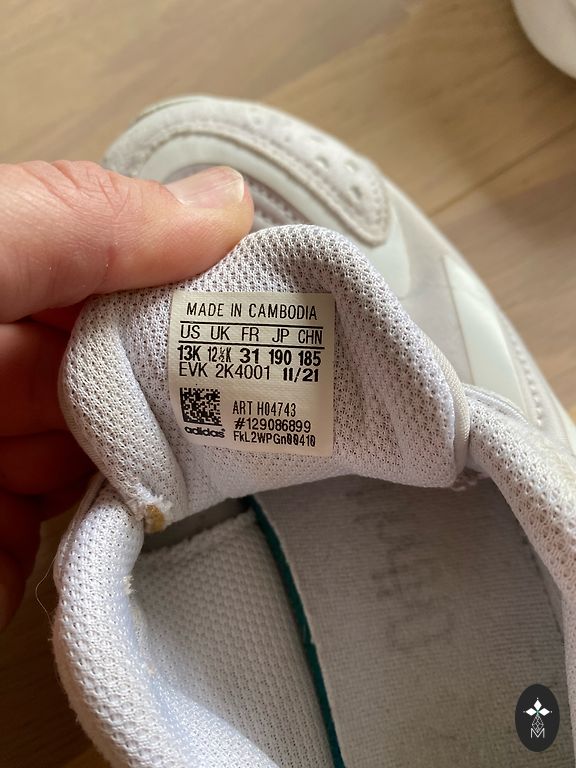 MADE IN CAMBODIA
US UK FR JP CHN
13K 12½K 31 190 185
EVK 2K4001 11/21
ART H04743
#129086899
adidas
FkL2WPGn00410